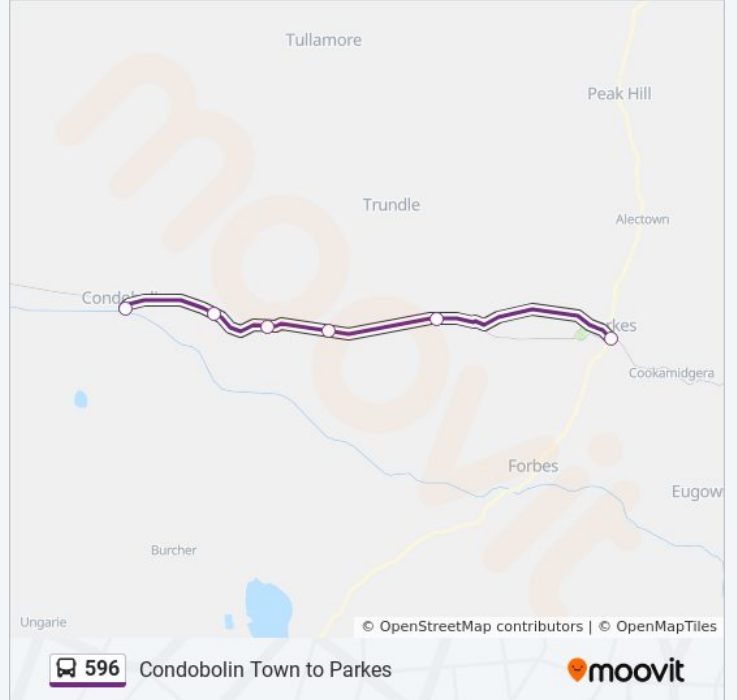 Tullamore
Peak Hill
Trundle
Alectown
Condobolin
kes
Cookamidgera
Forbes
Eugow
Burcher
Ungarie
© OpenStreetMap contributors | © OpenMapTiles
596 Condobolin Town to Parkes
moovit
moovit